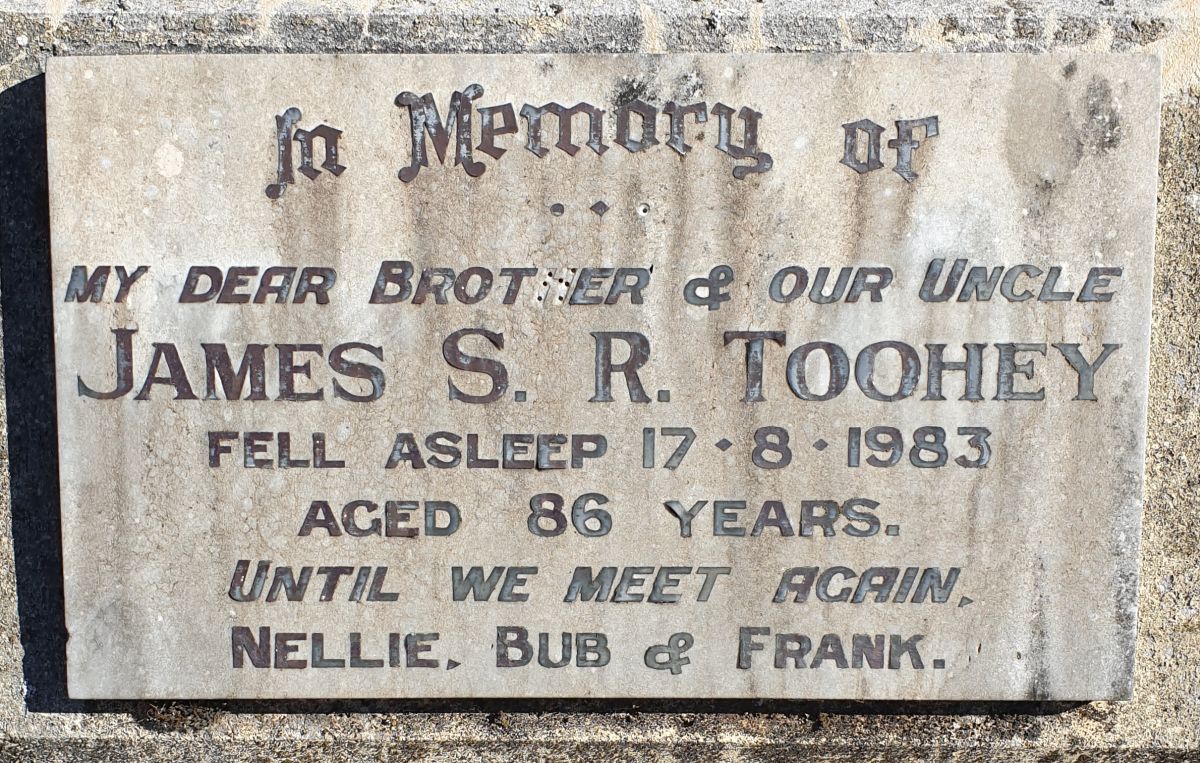 In Memory of
MY DEAR BROTHER & OUR UNCLE
JAMES S. R. TOOHEY
FELL ASLEEP 17·8·1983
AGED 86 YEARS.
UNTIL WE MEET AGAIN,
NELLIE, BUB & FRANK.